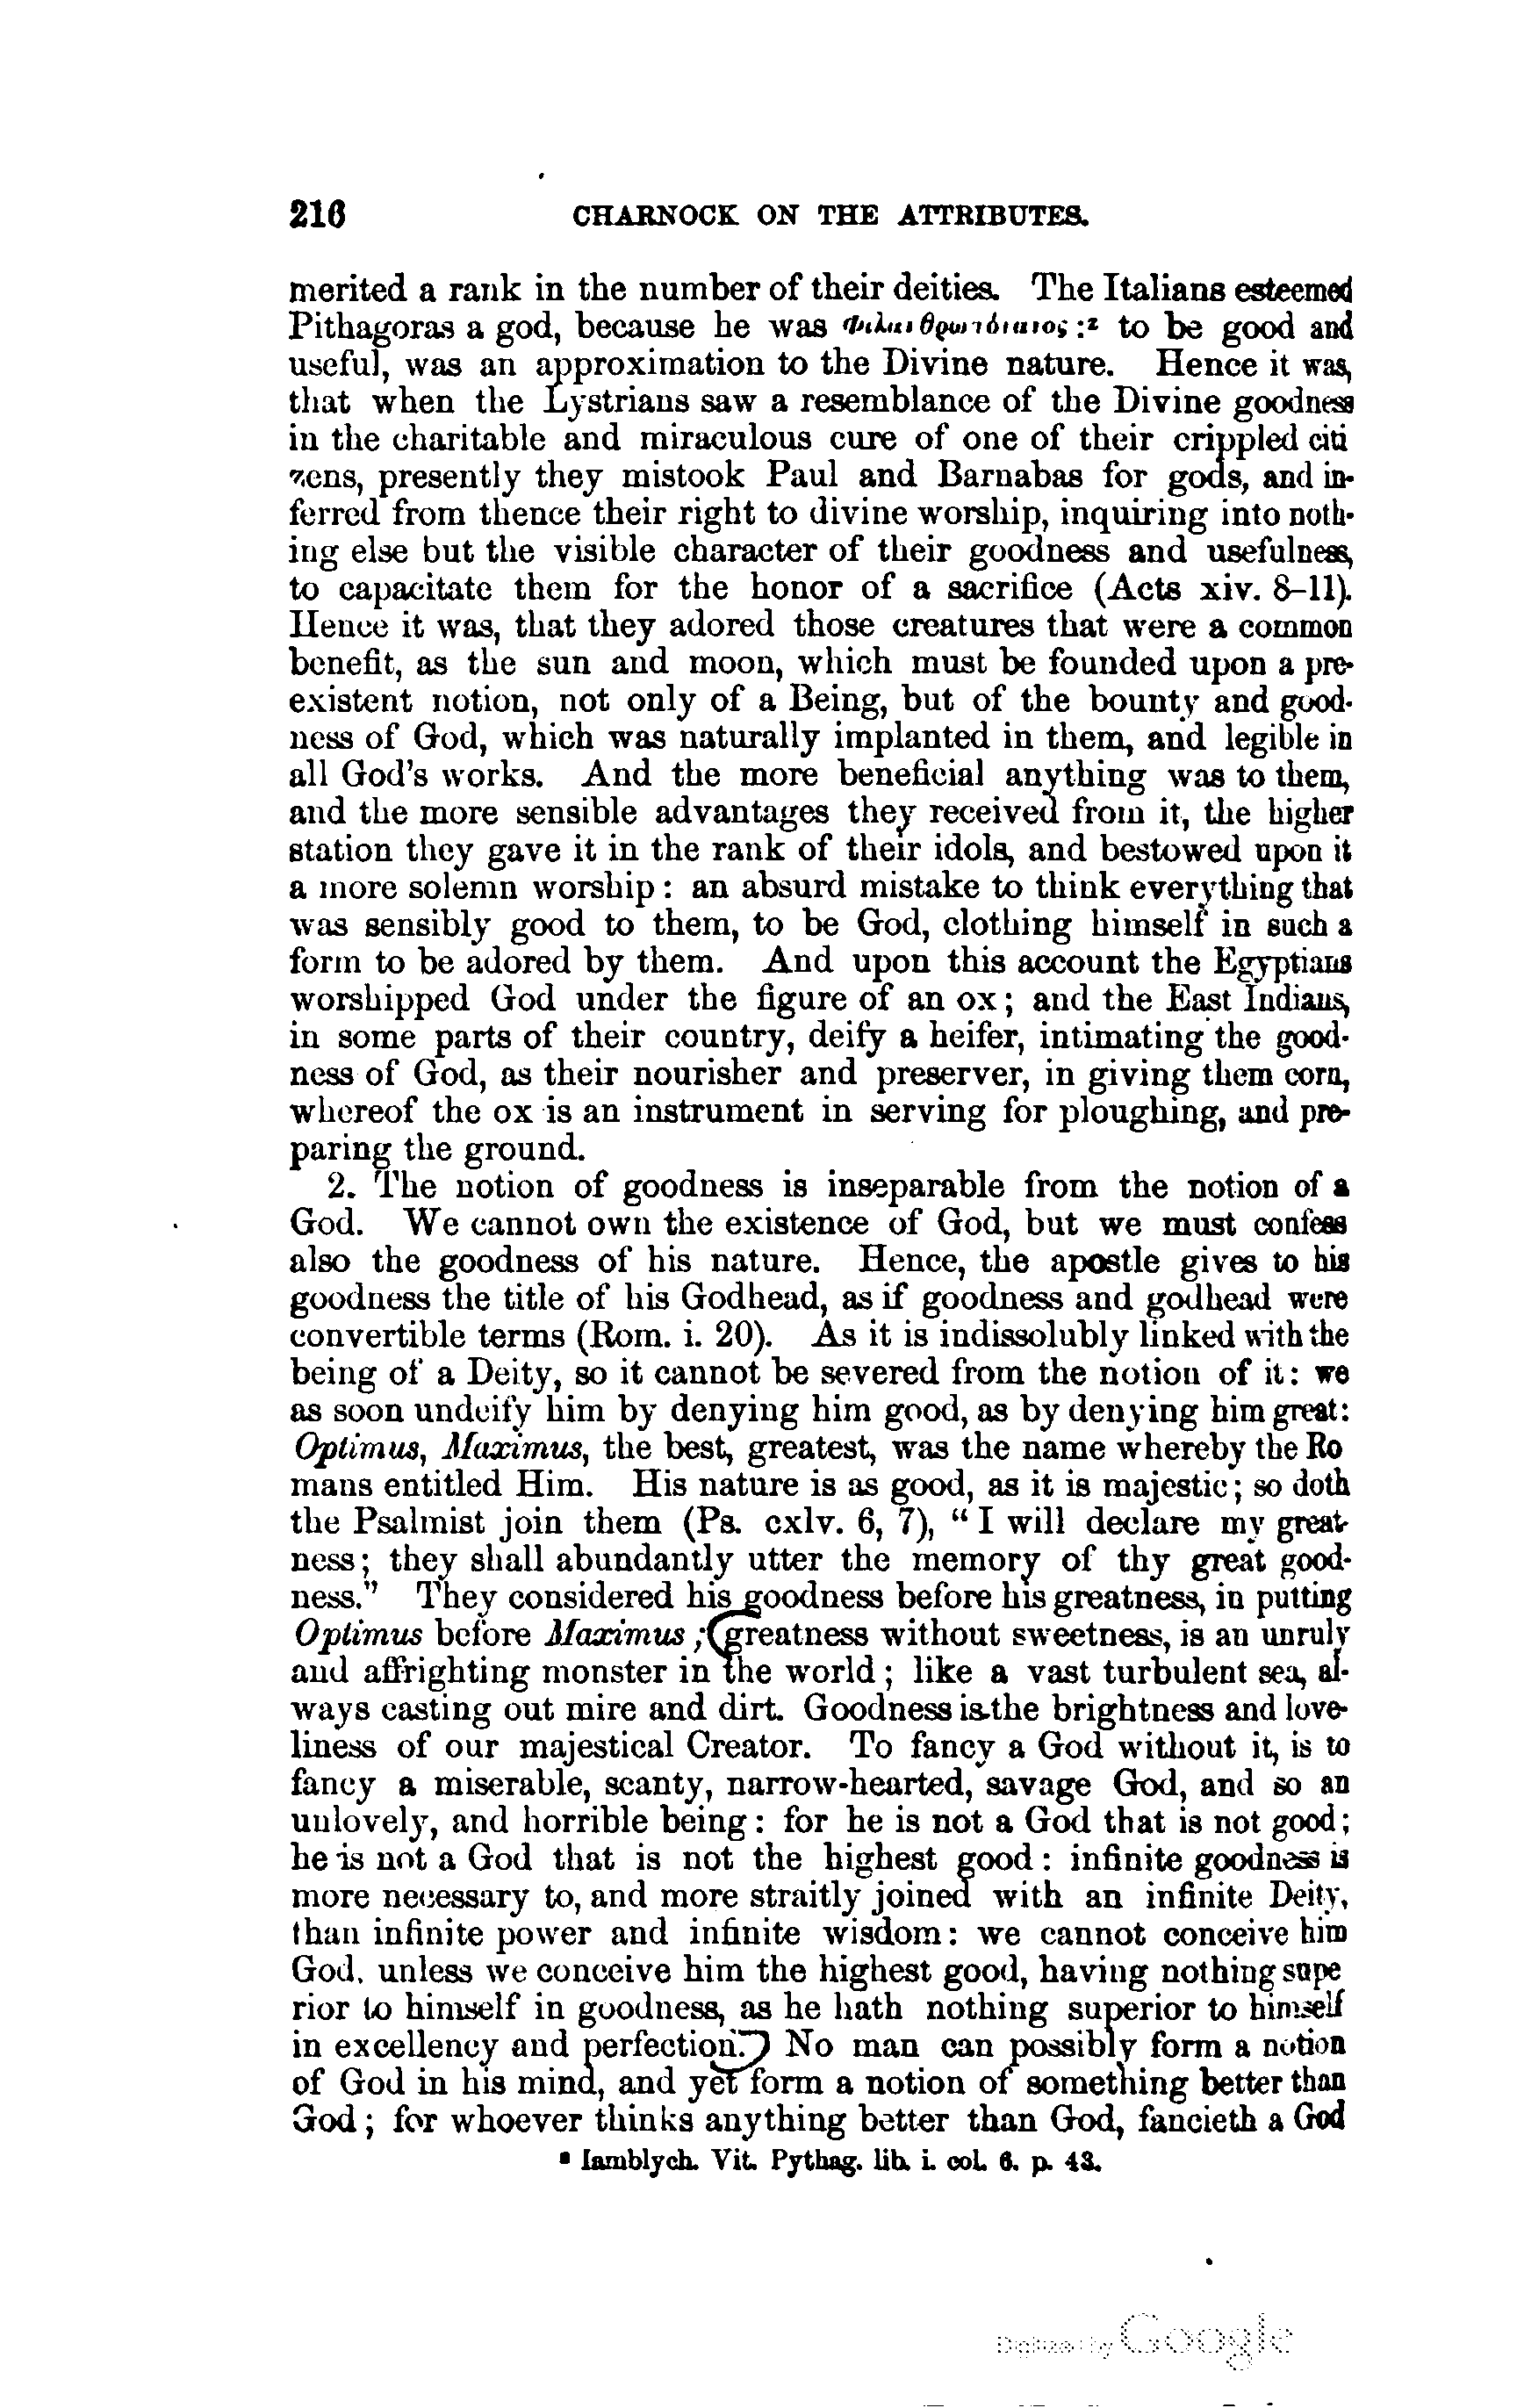 216 CHARNOCK ON THE ATTRIBUTES.
merited a rank in the number of their deities. The Italians esteemed
Pithagoras a god, because he was :z to be good and
useful, was an approximation to the Divine nature. Hence it was,
that when the Lystrians saw a resemblance of the Divine goodness
in the charitable and miraculous cure of one of their crippled citi
zens, presently they mistook Paul and Barnabas for gods, and in-
ferred from thence their right to divine worship, inquiring into noth-
ing else but the visible character of their goodness and usefulness,
to capacitate them for the honor of a sacrifice (Acts xiv. 8–11).
Hence it was, that they adored those creatures that were a common
benefit, as the sun and moon, which must be founded upon a pre-
existent notion, not only of a Being, but of the bounty and good-
ness of God, which was naturally implanted in them, and legible in
all God's works. And the more beneficial anything was to them,
and the more sensible advantages they received from it, the higher
station they gave it in the rank of their idols, and bestowed upon it
a more solemn worship: an absurd mistake to think everything that
was sensibly good to them, to be God, clothing himself in such a
form to be adored by them. And upon this account the Egyptians
worshipped God under the figure of an ox; and the East Indians,
in some parts of their country, deify a heifer, intimating the good-
ness of God, as their nourisher and preserver, in giving them corn,
whereof the ox is an instrument in serving for ploughing, and pre-
paring the ground.
2. The notion of goodness is inseparable from the notion of a
God. We cannot own the existence of God, but we must confess
also the goodness of his nature. Hence, the apostle gives to his
goodness the title of his Godhead, as if goodness and godhead were
convertible terms (Rom. i. 20). As it is indissolubly linked with the
being of a Deity, so it cannot be severed from the notion of it: we
as soon undeify him by denying him good, as by denying him great:
Optimus, Maximus, the best, greatest, was the name whereby the Ro
mans entitled Him. His nature is as good, as it is majestic; so doth
the Psalmist join them (Ps. cxlv. 6, 7), "I will declare my great-
ness; they shall abundantly utter the memory of thy great good-
ness." They considered his goodness before his greatness, in putting
Optimus before Maximus; greatness without sweetness, is an unruly
and affrighting monster in the world; like a vast turbulent sea, al-
ways casting out mire and dirt. Goodness is the brightness and love-
liness of our majestical Creator. To fancy a God without it, is to
fancy a miserable, scanty, narrow-hearted, savage God, and so an
unlovely, and horrible being: for he is not a God that is not good;
he is not a God that is not the highest good: infinite goodness is
more necessary to, and more straitly joined with an infinite Deity,
than infinite power and infinite wisdom: we cannot conceive him
God, unless we conceive him the highest good, having nothing supe
rior to himself in goodness, as he hath nothing superior to himself
in excellency and perfection. No man can possibly form a notion
of God in his mind, and yet form a notion of something better than
God; for whoever thinks anything better than God, fancieth a God
z Iamblych. Vit. Pythag. lib. i. col. 6. p. 43.
Digitized by Google